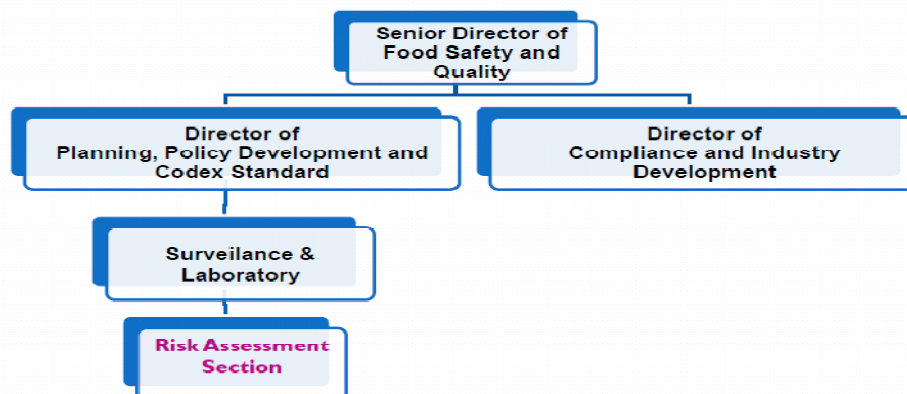 Senior Director of
Food Safety and
Quality
Director of
Planning, Policy Development and
Codex Standard
Director of
Compliance and Industry
Development
Surveilance &
Laboratory
Risk Assessment
Section